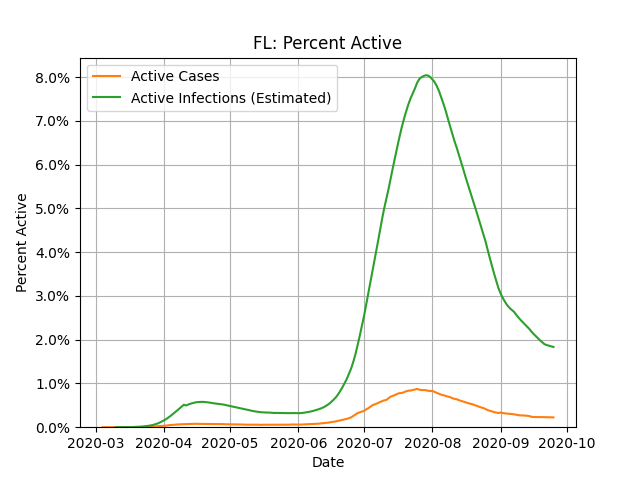 FL: Percent Active
Active Cases
Active Infections (Estimated)
8.0%
7.0%
6.0%
5.0%
4.0%
3.0%
2.0%
1.0%
0.0%
Percent Active
2020-03 2020-04 2020-05 2020-06 2020-07 2020-08 2020-09 2020-10
Date